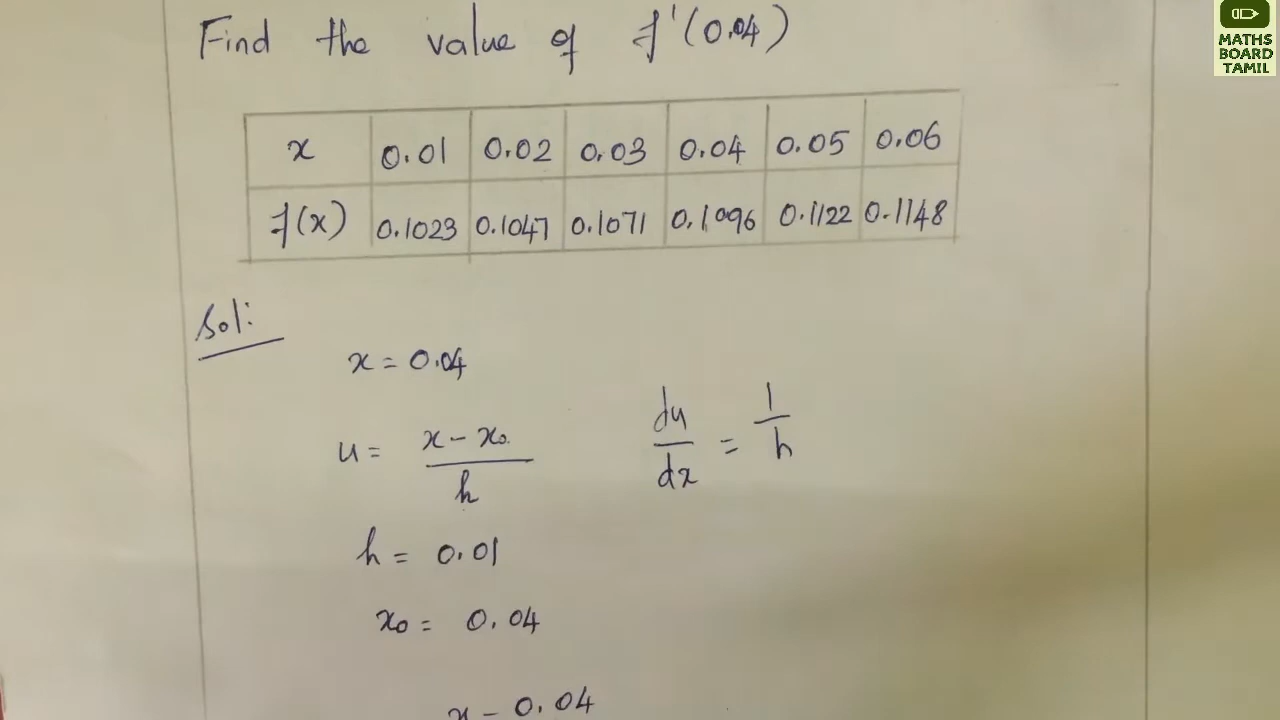 Find the value of f'(0.04)
MATHS
BOARD
TAMIL
x 0.01 0.02 0.03 0.04 0.05 0.06
f(x) 0.1023 0.1047 0.1071 0.1096 0.1122 0.1148
Sol:
x = 0.04
u = x - x₀ / h du/dx = 1/h
h = 0.01
x₀ = 0.04
x - 0.04